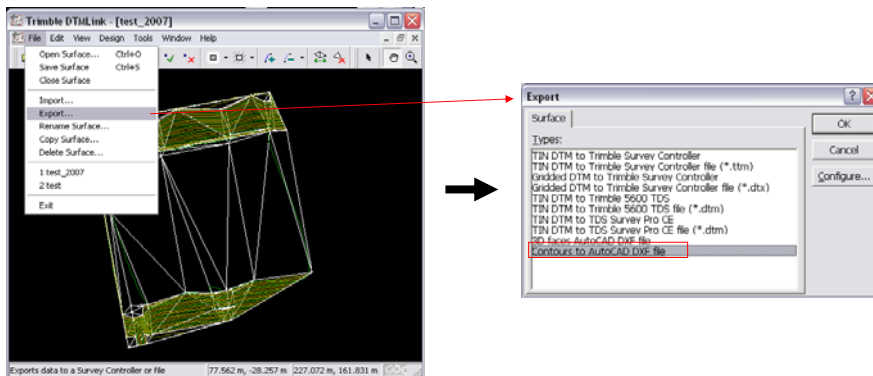 Trimble DTMLink - [test_2007]
File Edit View Design Tools Window Help
Open Surface... Ctrl+O
Save Surface Ctrl+S
Close Surface
Import...
Export...
Rename Surface...
Copy Surface...
Delete Surface...
1 test_2007
2 test
Exit
Exports data to a Survey Controller or file 77.562 m, -28.257 m 227.072 m, 161.831 m
Export
Surface
OK
Cancel
Configure...
Types:
TIN DTM to Trimble Survey Controller
TIN DTM to Trimble Survey Controller file (*.ttm)
Gridded DTM to Trimble Survey Controller
Gridded DTM to Trimble Survey Controller file (*.dtx)
TIN DTM to Trimble 5600 TDS
TIN DTM to Trimble 5600 TDS file (*.dtm)
TIN DTM to TDS Survey Pro CE
TIN DTM to TDS Survey Pro CE file (*.dtm)
3D faces AutoCAD DXF file
Contours to AutoCAD DXF file